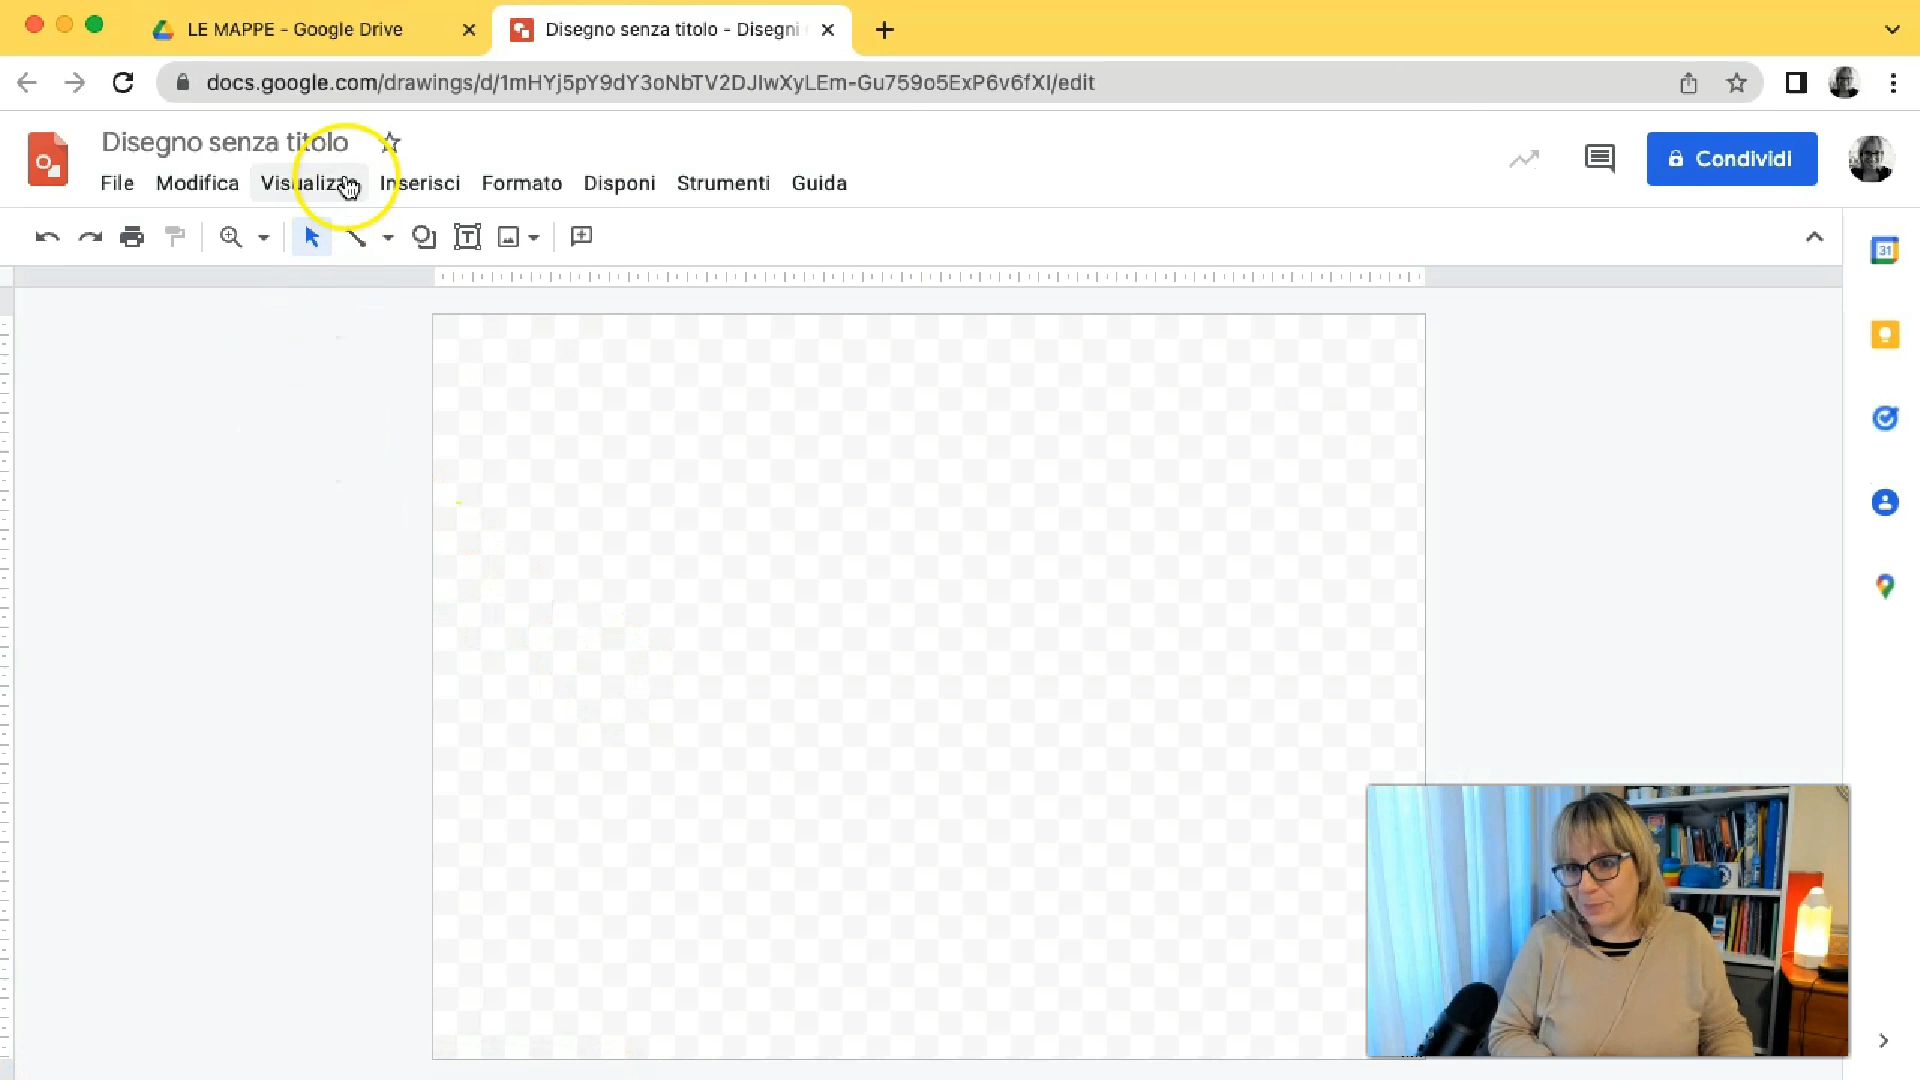 LE MAPPE - Google Drive
Disegno senza titolo - Disegni
docs.google.com/drawings/d/1mHYj5pY9dY3oNbTV2DJIwXyLEm-Gu759o5ExP6v6fXI/edit
Disegno senza titolo
File Modifica Visualizza Inserisci Formato Disponi Strumenti Guida
Condividi
31